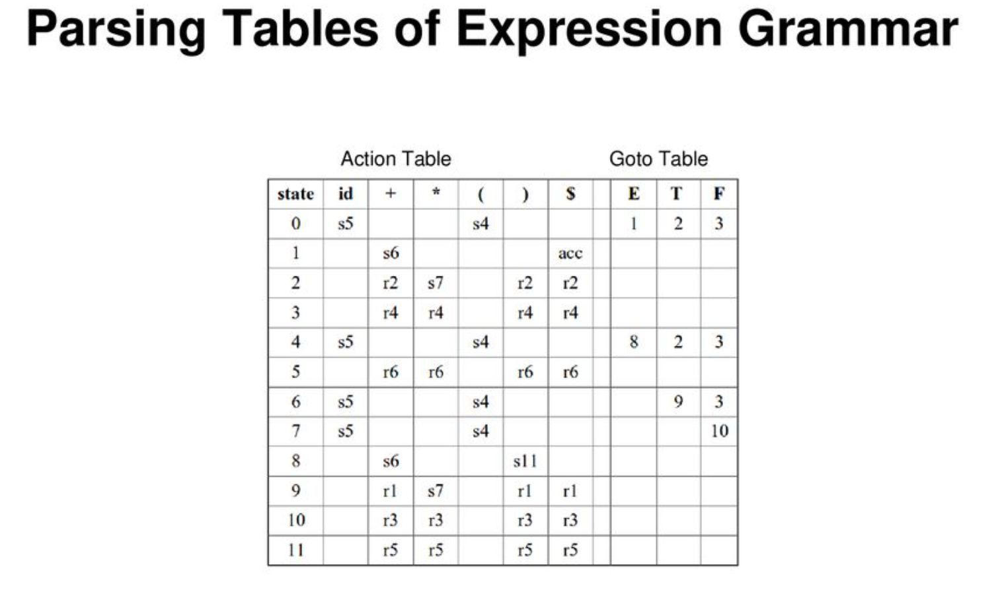 Parsing Tables of Expression Grammar
Action Table Goto Table
state id + * ( ) $ E T F
0 s5 s4 1 2 3
1 s6 acc
2 r2 s7 r2 r2
3 r4 r4 r4 r4
4 s5 s4 8 2 3
5 r6 r6 r6 r6
6 s5 s4 9 3
7 s5 s4 10
8 s6 s11
9 r1 s7 r1 r1
10 r3 r3 r3 r3
11 r5 r5 r5 r5